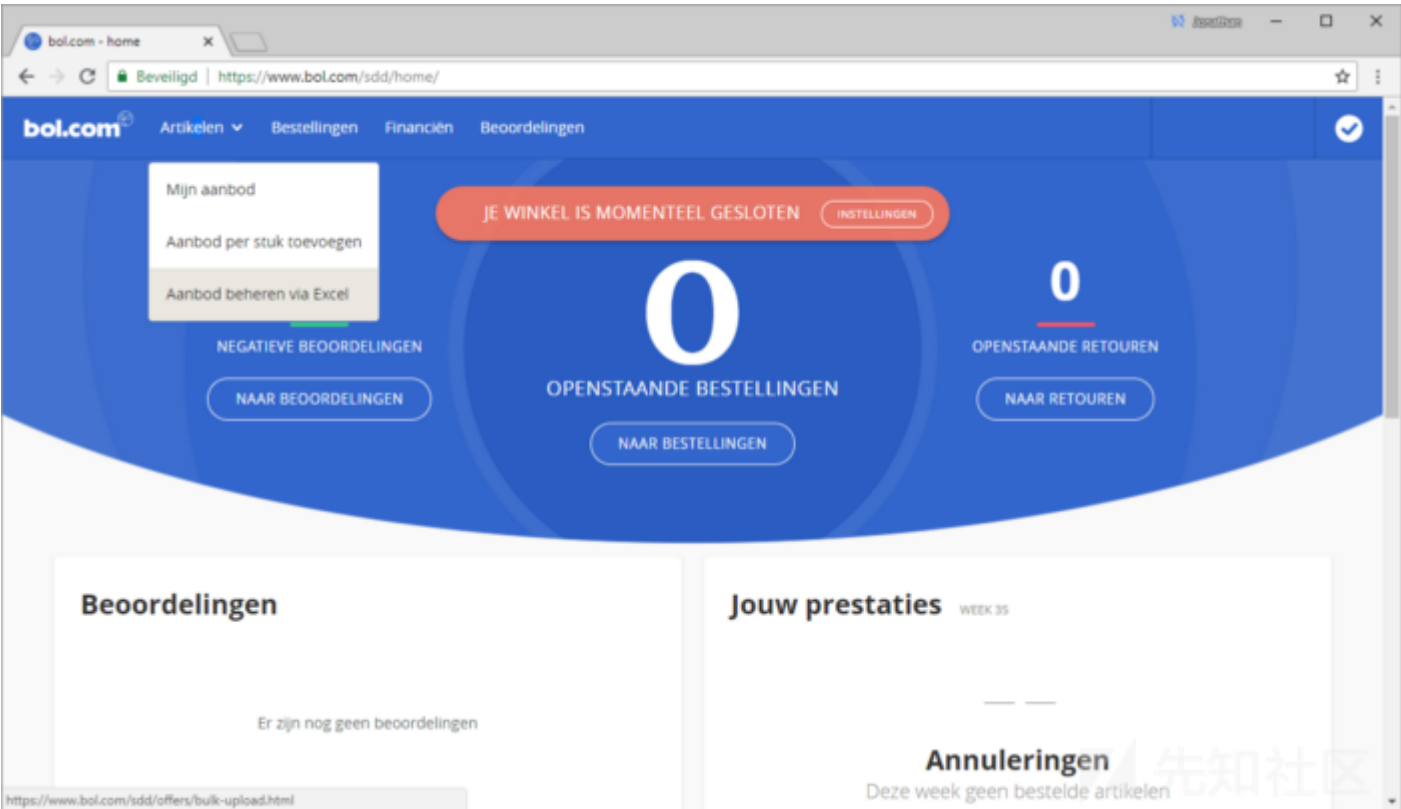 bol.com - home
Beveiligd | https://www.bol.com/sdd/home/
bol.com Artikelen Bestellingen Financiën Beoordelingen
Mijn aanbod
Aanbod per stuk toevoegen
Aanbod beheren via Excel
JE WINKEL IS MOMENTEEL GESLOTEN INSTELLINGEN
0
0
NEGATIEVE BEOORDELINGEN
OPENSTAANDE BESTELLINGEN
OPENSTAANDE RETOUREN
NAAR BEOORDELINGEN
NAAR BESTELLINGEN
NAAR RETOUREN
Beoordelingen
Er zijn nog geen beoordelingen
Jouw prestaties WEEK 35
Annuleringen
Deze week geen bestelde artikelen
https://www.bol.com/sdd/offers/bulk-upload.html
先知社区